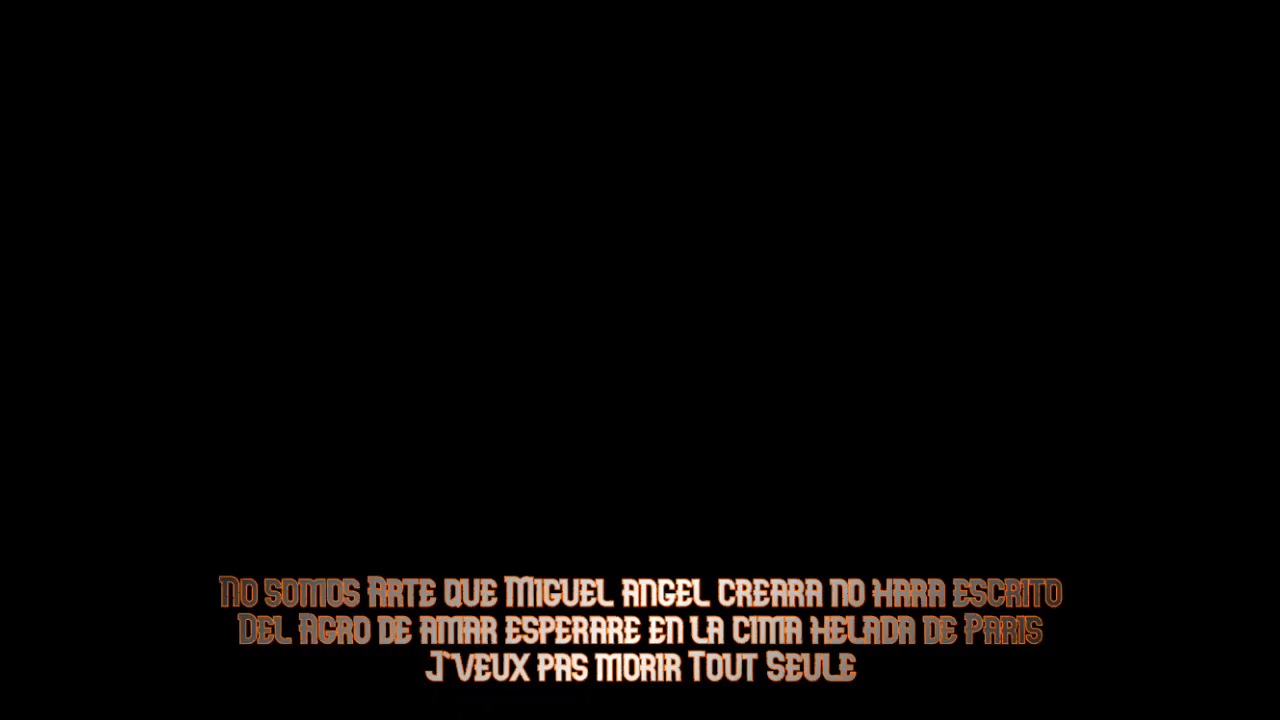 No somos Arte que Miguel angel creara no hara escrito
Del Agro de amar esperare en la cima helada de Paris
J'veux pas morir Tout Seule